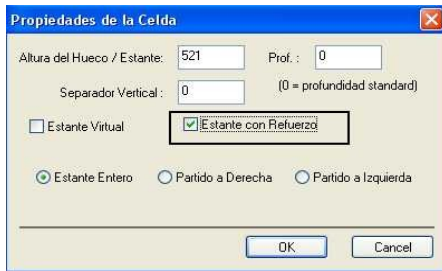 Propiedades de la Celda
Altura del Hueco / Estante: 521 Prof. : 0
Separador Vertical : 0 (0 = profundidad standard)
Estante Virtual Estante con Refuerzo
Estante Entero Partido a Derecha Partido a Izquierda
OK Cancel